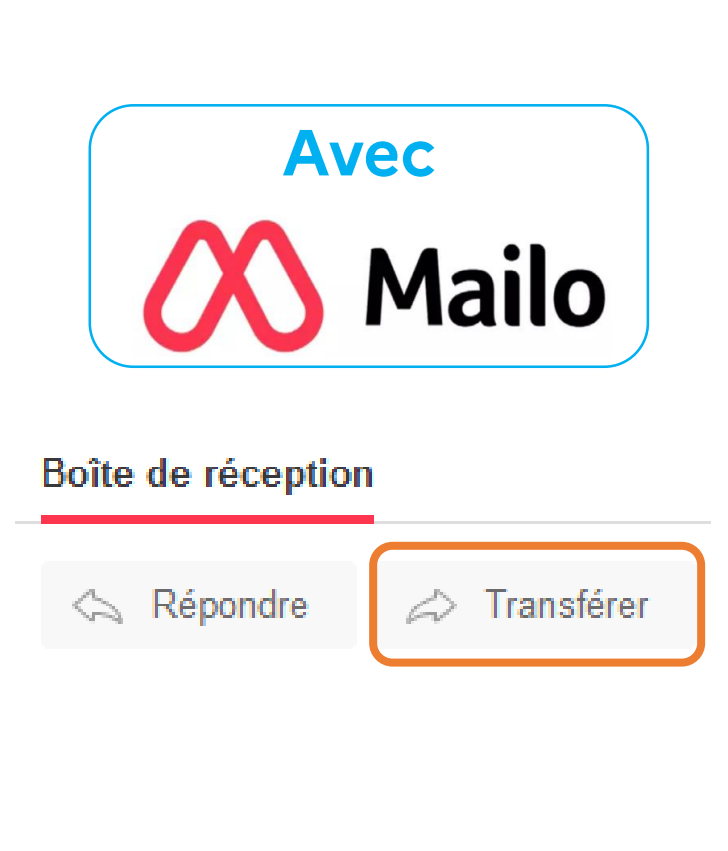 Avec
Mailo
Boîte de réception
Répondre
Transférer